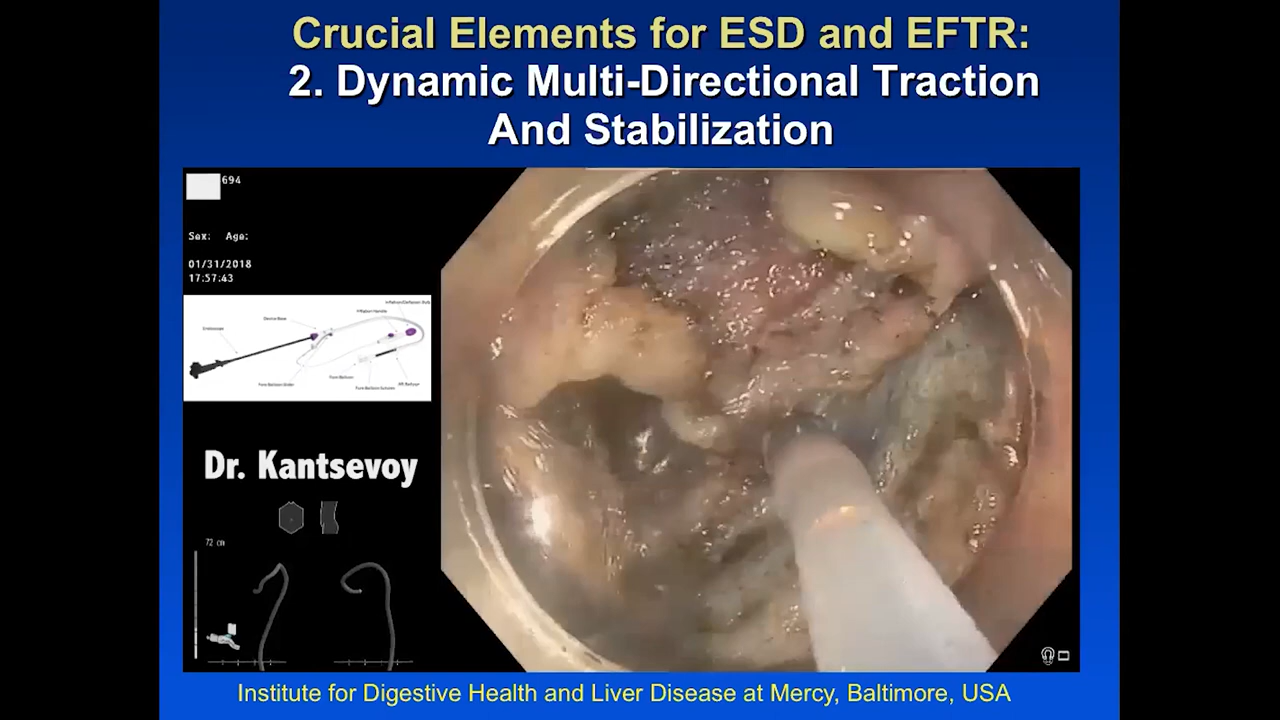 Crucial Elements for ESD and EFTR:
2. Dynamic Multi-Directional Traction
And Stabilization
694
Sex: Age:
01/31/2018
17:57:43
Endoscope
Dr. Kantsevoy
72 cm
Institute for Digestive Health and Liver Disease at Mercy, Baltimore, USA